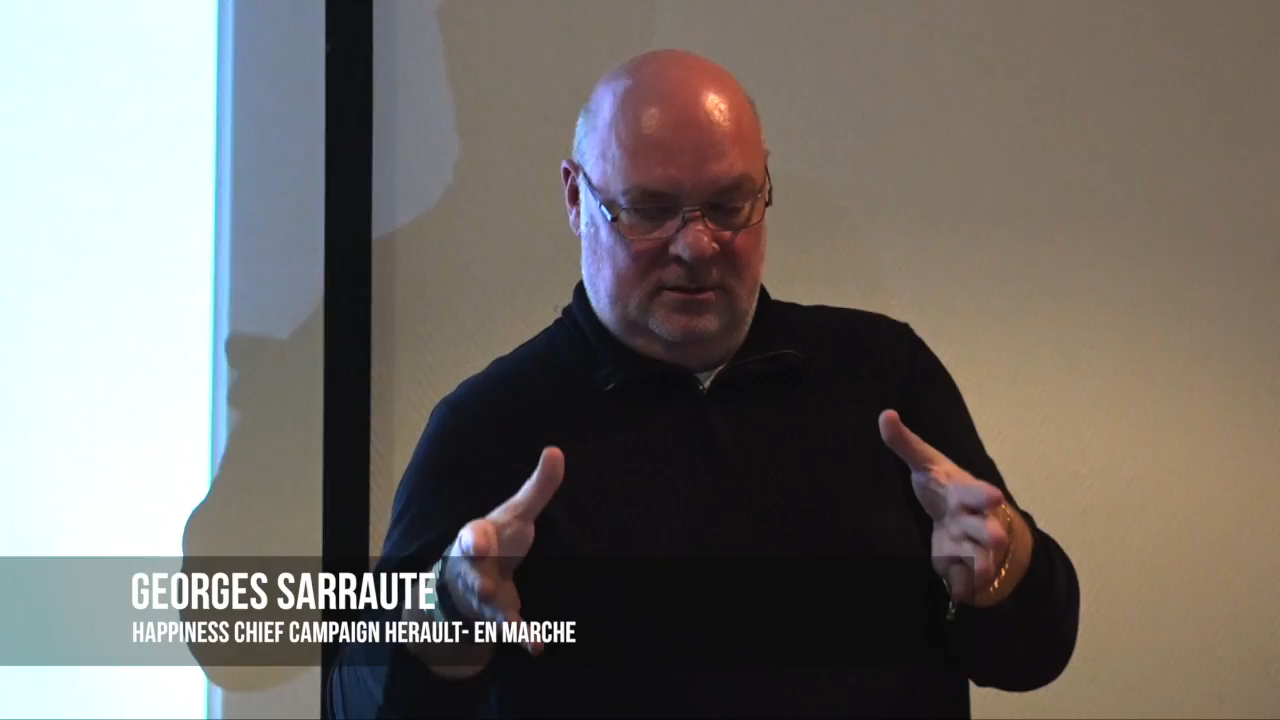 GEORGES SARRAUTE
HAPPINESS CHIEF CAMPAIGN HERAULT- EN MARCHE